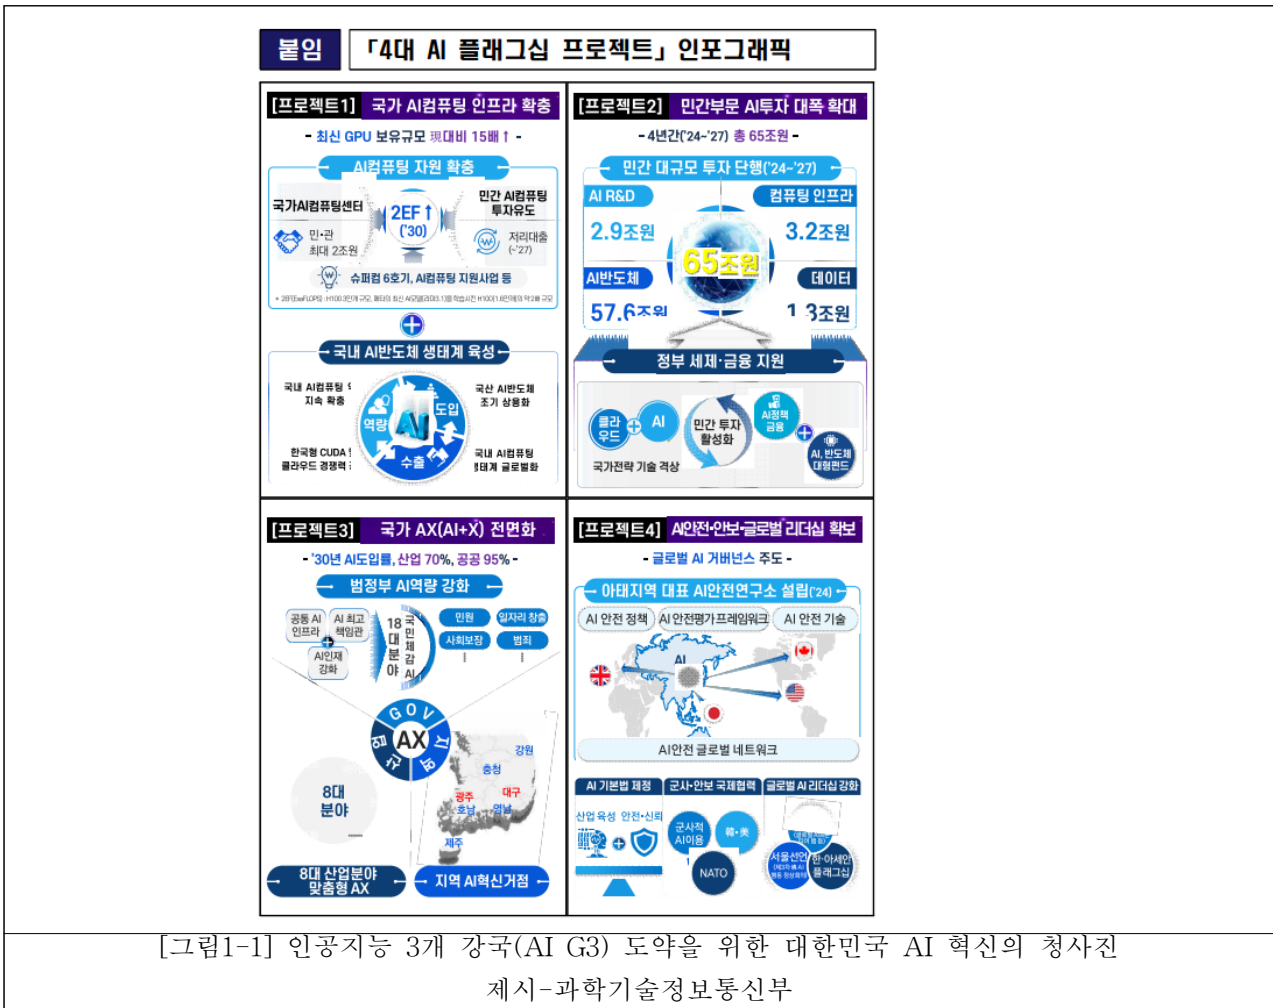 붙임 「4대 AI 플래그십 프로젝트」 인포그래픽
[프로젝트1] 국가 AI컴퓨팅 인프라 확충
- 최신 GPU 보유규모 現대비 15배↑ -
AI컴퓨팅 자원 확충
국가AI컴퓨팅센터
민·관
최대 2조원
2EF↑
('30)
민간 AI컴퓨팅
투자유도
저리대출
(~'27)
슈퍼컴 6호기, AI컴퓨팅 지원사업 등
국내 AI반도체 생태계 육성
국내 AI컴퓨팅
지속 확충
국산 AI반도체
조기 상용화
역량
AI
도입
수출
한국형 CUDA
클라우드 경쟁력
국내 AI컴퓨팅
생태계 글로벌화
[프로젝트2] 민간부문 AI투자 대폭 확대
- 4년간('24~'27) 총 65조원 -
민간 대규모 투자 단행('24~'27)
AI R&D
2.9조원
컴퓨팅 인프라
3.2조원
65조원
AI반도체
57.6조원
데이터
1.3조원
정부 세제·금융 지원
클라
우드
AI
국가전략 기술 격상
민간 투자
활성화
AI정책
금융
AI, 반도체
대형펀드
[프로젝트3] 국가 AX(AI+X) 전면화
- '30년 AI도입률, 산업 70%, 공공 95% -
범정부 AI역량 강화
공통 AI
인프라
AI 최고
책임관
AI인재
강화
18대분야
국민체감AI
민원
일자리 창출
사회보장
범죄
GOV
AX
산업
지역
8대
분야
강원
충청
광주
대구
호남
영남
제주
8대 산업분야
맞춤형 AX
지역 AI혁신거점
[프로젝트4] AI안전·안보·글로벌 리더십 확보
- 글로벌 AI 거버넌스 주도 -
아태지역 대표 AI안전연구소 설립('24)
AI 안전 정책
AI 안전평가 프레임워크
AI 안전 기술
AI
AI안전 글로벌 네트워크
AI 기본법 제정
산업 육성 안전·신뢰
군사·안보 국제협력
군사적
AI이용
韓·美
NATO
글로벌 AI 리더십 강화
서울선언
한·아세안
플래그십
[그림1-1] 인공지능 3개 강국(AI G3) 도약을 위한 대한민국 AI 혁신의 청사진
제시-과학기술정보통신부